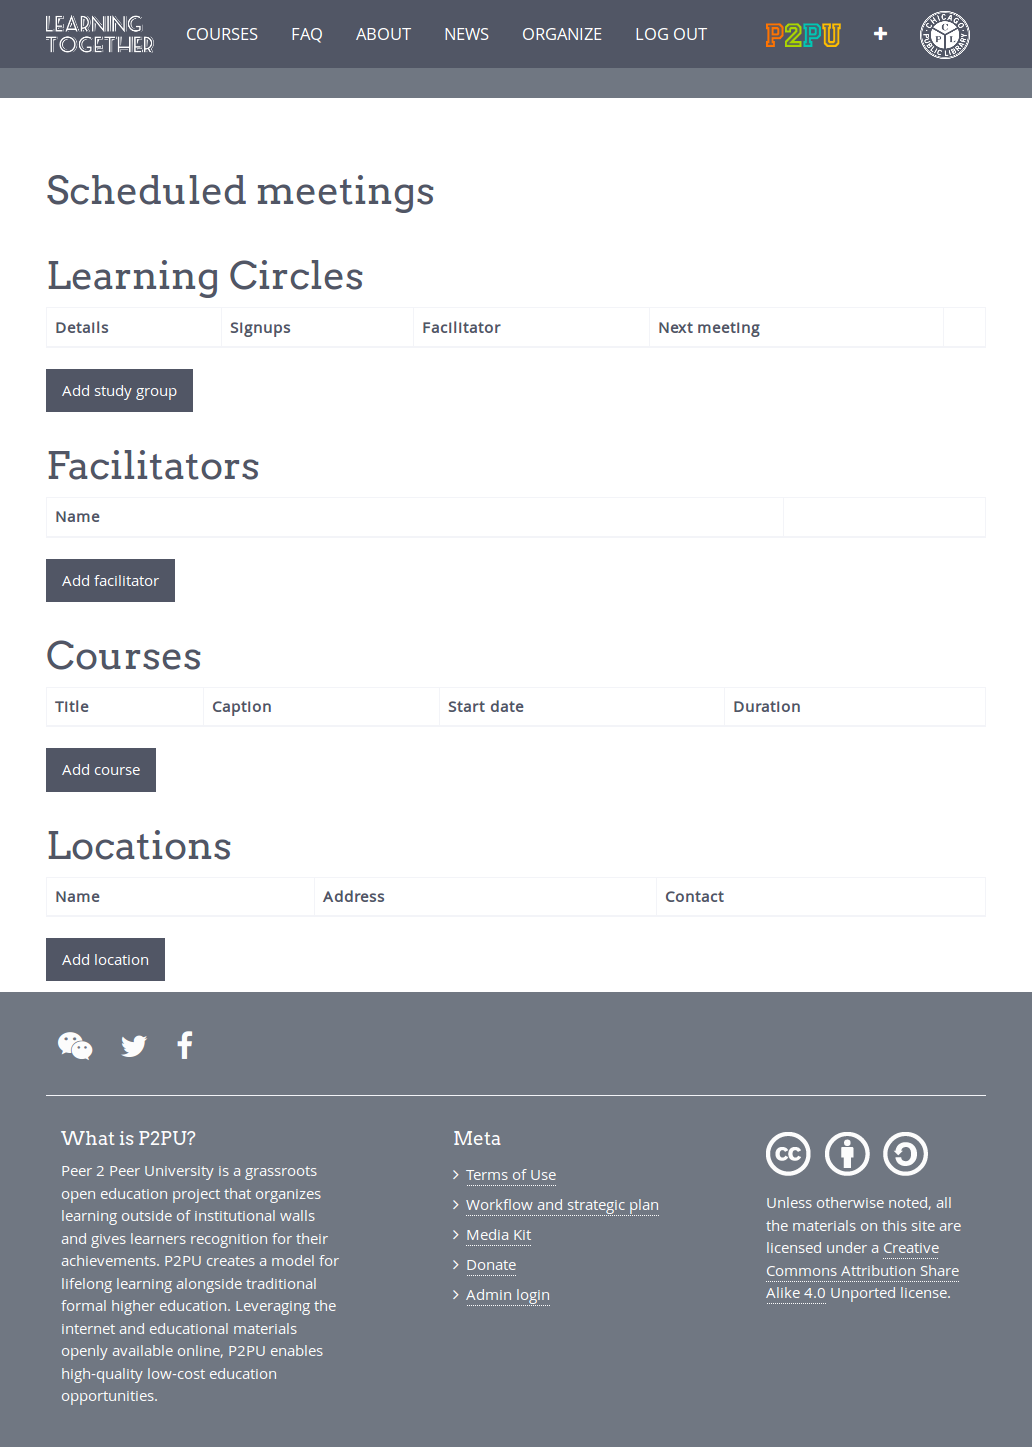 LEARNING
TOGETHER
COURSES FAQ ABOUT NEWS ORGANIZE LOG OUT
P2PU
CHICAGO PUBLIC LIBRARY
CPL
Scheduled meetings
Learning Circles
Details Signups Facilitator Next meeting
Add study group
Facilitators
Name
Add facilitator
Courses
Title Caption Start date Duration
Add course
Locations
Name Address Contact
Add location
What is P2PU?
Peer 2 Peer University is a grassroots
open education project that organizes
learning outside of institutional walls
and gives learners recognition for their
achievements. P2PU creates a model for
lifelong learning alongside traditional
formal higher education. Leveraging the
internet and educational materials
openly available online, P2PU enables
high-quality low-cost education
opportunities.
Meta
Terms of Use
Workflow and strategic plan
Media Kit
Donate
Admin login
cc
Unless otherwise noted, all
the materials on this site are
licensed under a Creative
Commons Attribution Share
Alike 4.0 Unported license.